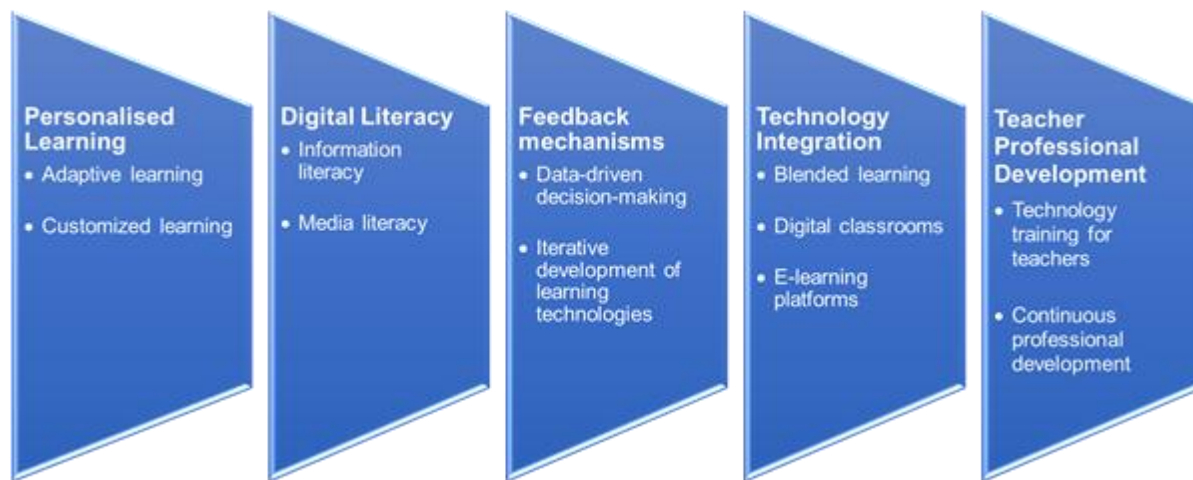 Personalised
Learning
• Adaptive learning
• Customized learning
Digital Literacy
• Information
literacy
• Media literacy
Feedback
mechanisms
• Data-driven
decision-making
• Iterative
development of
learning
technologies
Technology
Integration
• Blended learning
• Digital classrooms
• E-learning
platforms
Teacher
Professional
Development
• Technology
training for
teachers
• Continuous
professional
development